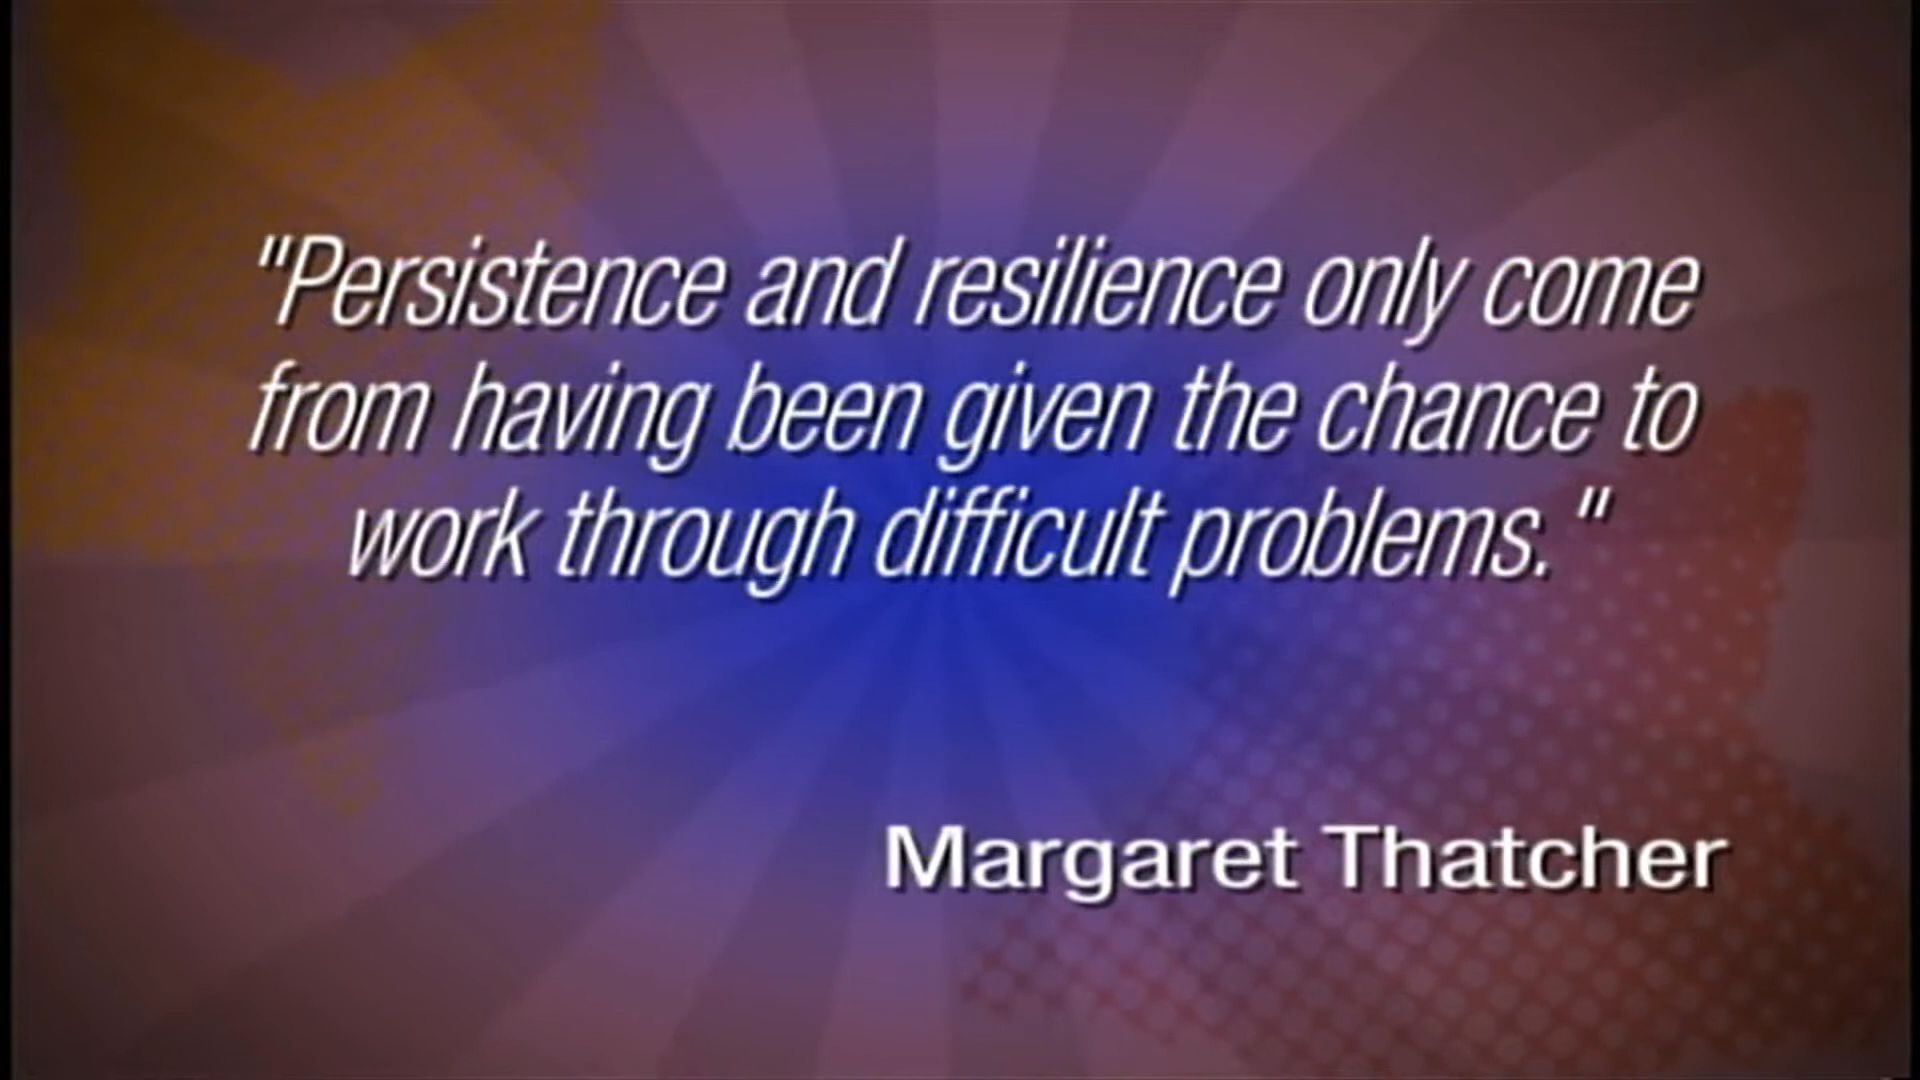 "Persistence and resilience only come
from having been given the chance to
work through difficult problems."
Margaret Thatcher